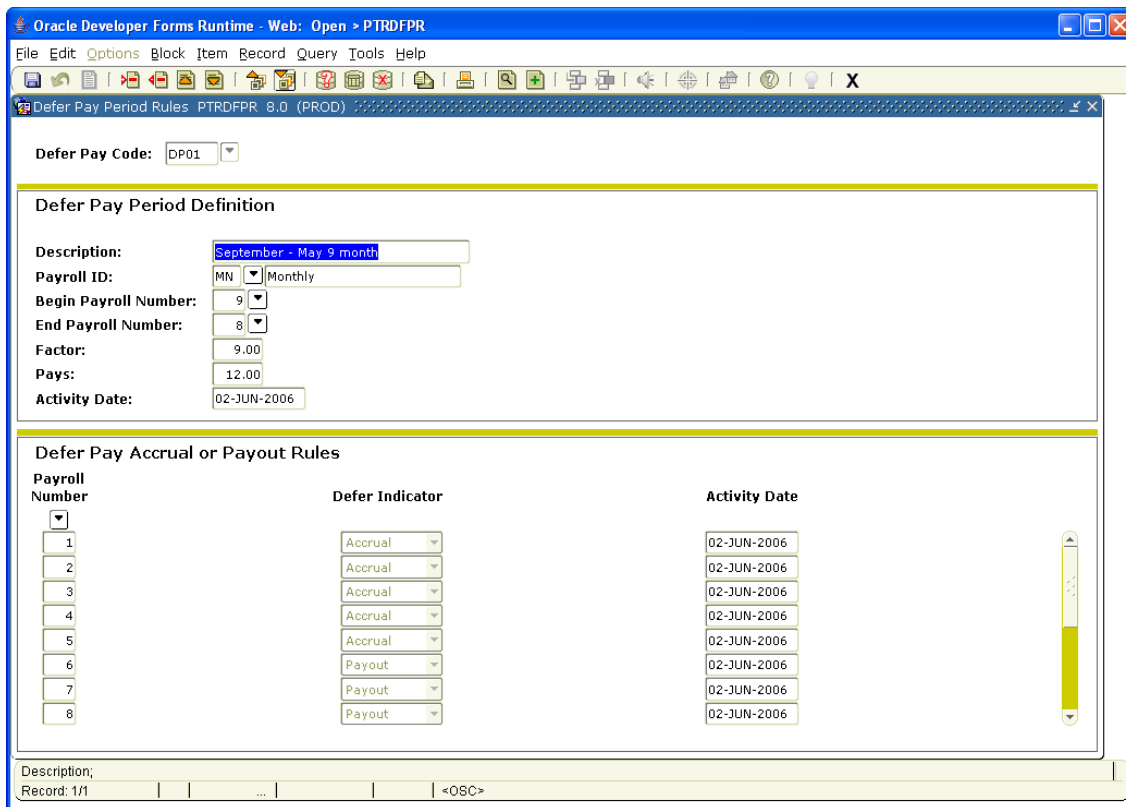 Oracle Developer Forms Runtime - Web: Open > PTRDFPR
File Edit Options Block Item Record Query Tools Help
X
Defer Pay Period Rules PTRDFPR 8.0 (PROD)
Defer Pay Code: DP01
Defer Pay Period Definition
Description: September - May 9 month
Payroll ID: MN Monthly
Begin Payroll Number: 9
End Payroll Number: 8
Factor: 9.00
Pays: 12.00
Activity Date: 02-JUN-2006
Defer Pay Accrual or Payout Rules
Payroll
Number Defer Indicator Activity Date
1 Accrual 02-JUN-2006
2 Accrual 02-JUN-2006
3 Accrual 02-JUN-2006
4 Accrual 02-JUN-2006
5 Accrual 02-JUN-2006
6 Payout 02-JUN-2006
7 Payout 02-JUN-2006
8 Payout 02-JUN-2006
Description;
Record: 1/1 ... <OSC>